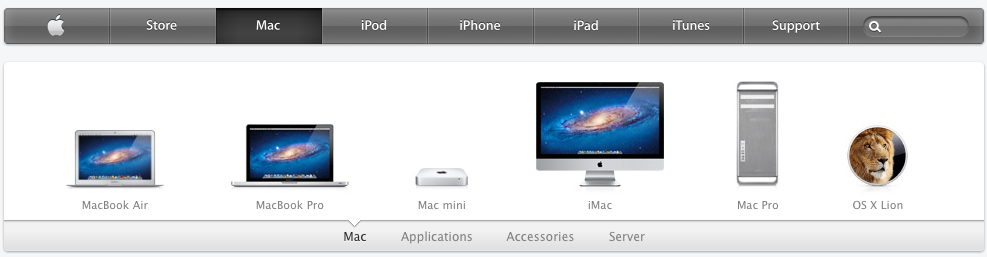 Store Mac iPod iPhone iPad iTunes Support
MacBook Air MacBook Pro Mac mini iMac Mac Pro OS X Lion
Mac Applications Accessories Server